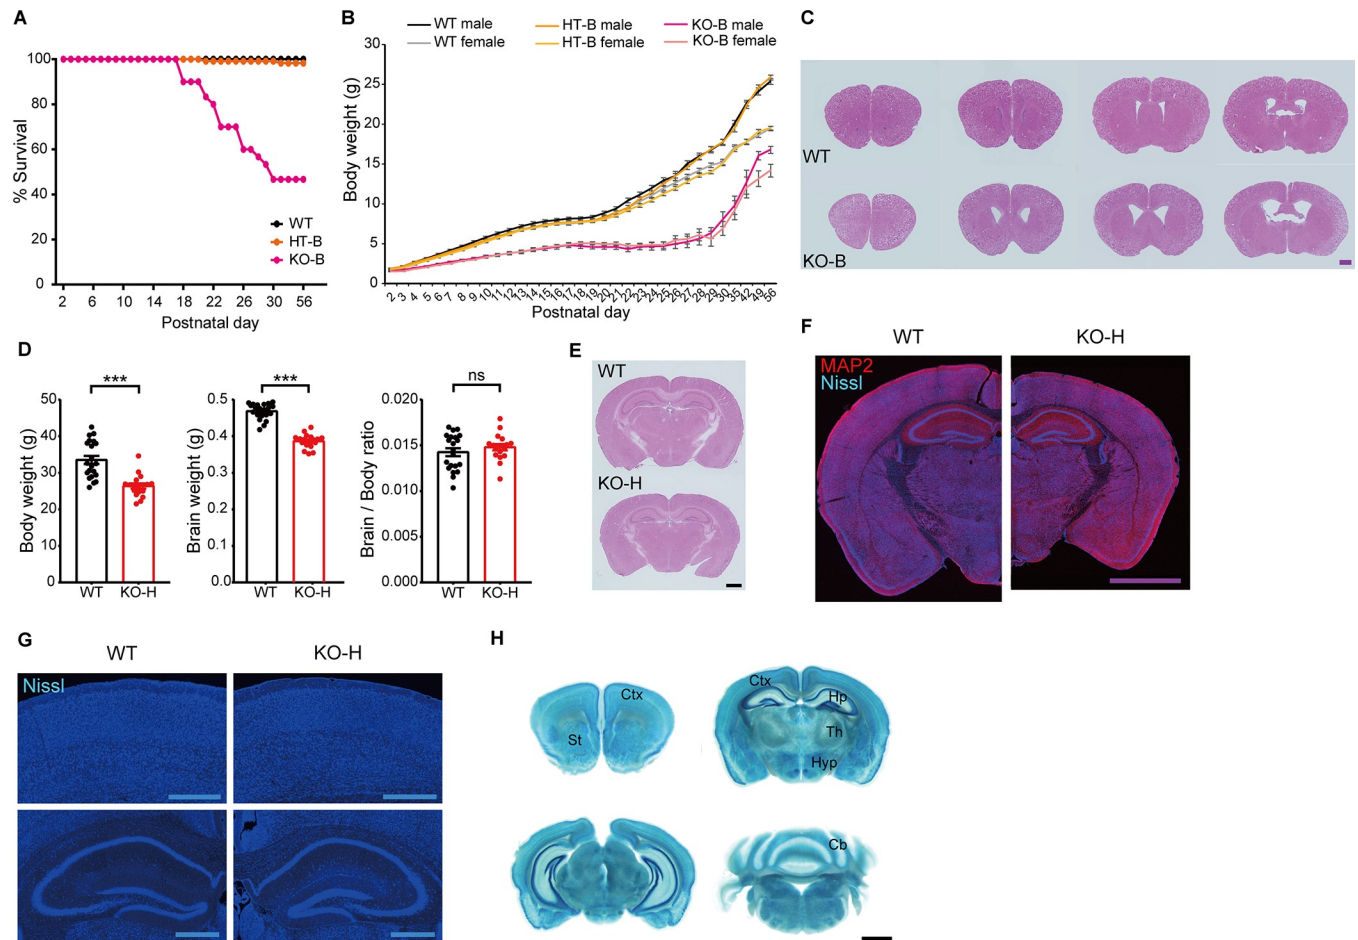 A
% Survival
100
80
60
40
20
0
2 6 10 14 18 22 26 30 56
Postnatal day
WT
HT-B
KO-B
B
WT male
WT female
HT-B male
HT-B female
KO-B male
KO-B female
Body weight (g)
30
25
20
15
10
5
0
2 3 4 5 6 7 8 9 10 11 12 13 14 15 16 17 18 19 20 21 22 23 24 25 26 27 28 29 30 35 42 49 56
Postnatal day
C
WT
KO-B
D
***
Body weight (g)
50
40
30
20
10
0
WT KO-H
***
Brain weight (g)
0.5
0.4
0.3
0.2
0.1
0.0
WT KO-H
ns
Brain / Body ratio
0.020
0.015
0.010
0.005
0.000
WT KO-H
E
WT
KO-H
F
WT KO-H
MAP2
Nissl
G
WT KO-H
Nissl
H
Ctx
St
Ctx
Hp
Th
Hyp
Cb